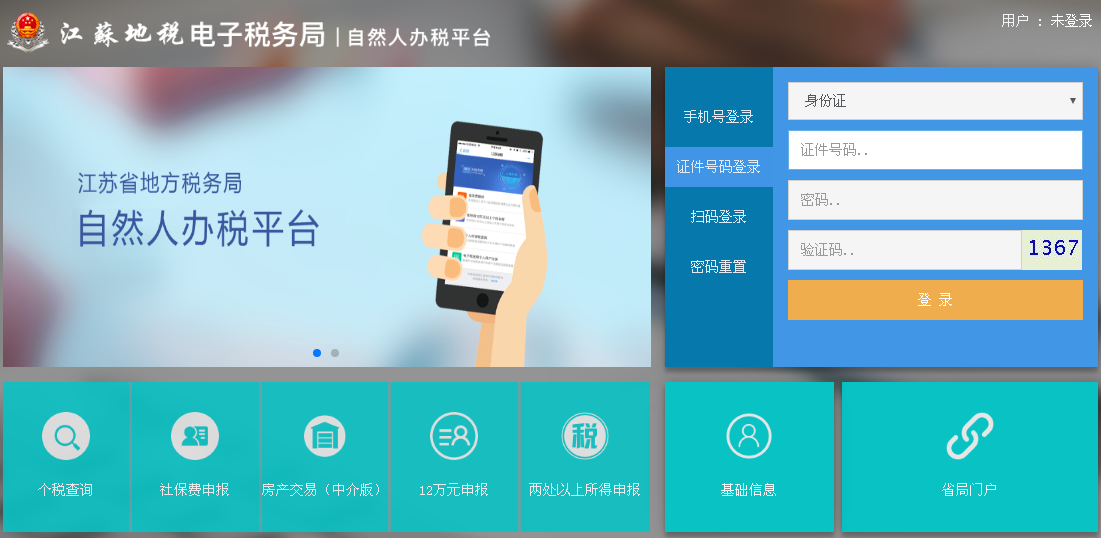 江蘇地税 电子税务局 | 自然人办税平台
用户 : 未登录
江苏省地方税务局
自然人办税平台
手机号登录
证件号码登录
扫码登录
密码重置
身份证
证件号码..
密码..
验证码..
1367
登 录
个税查询
社保费申报
房产交易（中介版）
12万元申报
税
两处以上所得申报
基础信息
省局门户